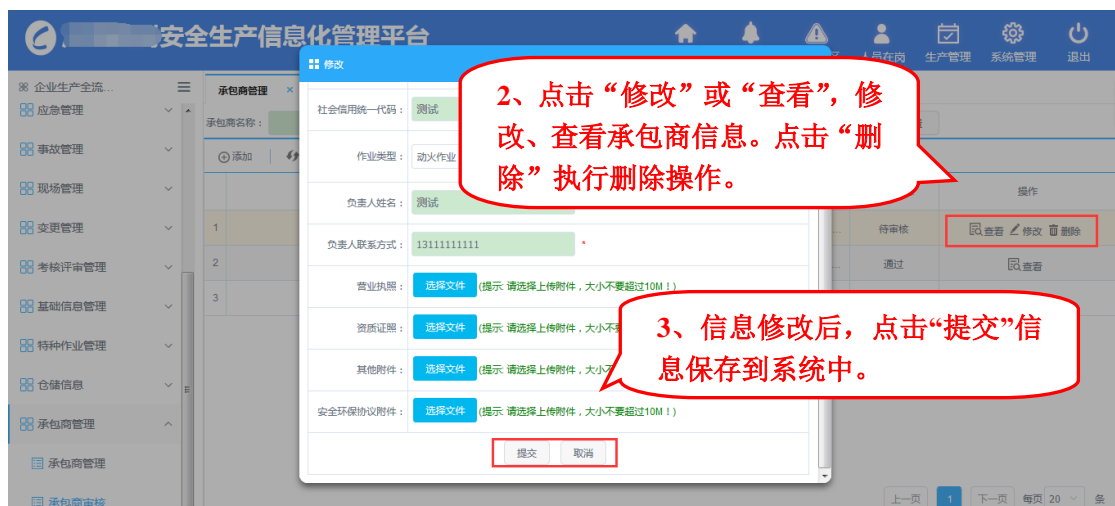 安全生产信息化管理平台
人员在岗
生产管理
系统管理
退出
企业生产全流...
应急管理
事故管理
现场管理
变更管理
考核评审管理
基础信息管理
特种作业管理
仓储信息
承包商管理
承包商管理
承包商审核
承包商管理 ×
承包商名称：
添加
修改
社会信用统一代码： 测试
作业类型： 动火作业
负责人姓名： 测试
负责人联系方式： 13111111111 *
营业执照： 选择文件 (提示: 请选择上传附件，大小不要超过10M！)
资质证照： 选择文件 (提示: 请选择上传附件，大小不
其他附件： 选择文件 (提示: 请选择上传附件，大小不
安全环保协议附件： 选择文件 (提示: 请选择上传附件，大小不要超过10M！)
提交 取消
2、点击“修改”或“查看”，修
改、查看承包商信息。点击“删
除”执行删除操作。
操作
1 ... 待审核 查看 修改 删除
2 ... 通过 查看
3
3、信息修改后，点击“提交”信
息保存到系统中。
上一页 1 下一页 每页 20 条